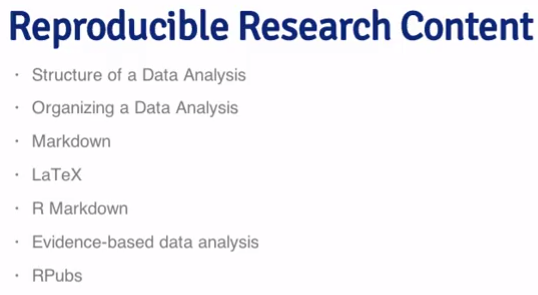 Reproducible Research Content
· Structure of a Data Analysis
· Organizing a Data Analysis
· Markdown
· LaTeX
· R Markdown
· Evidence-based data analysis
· RPubs